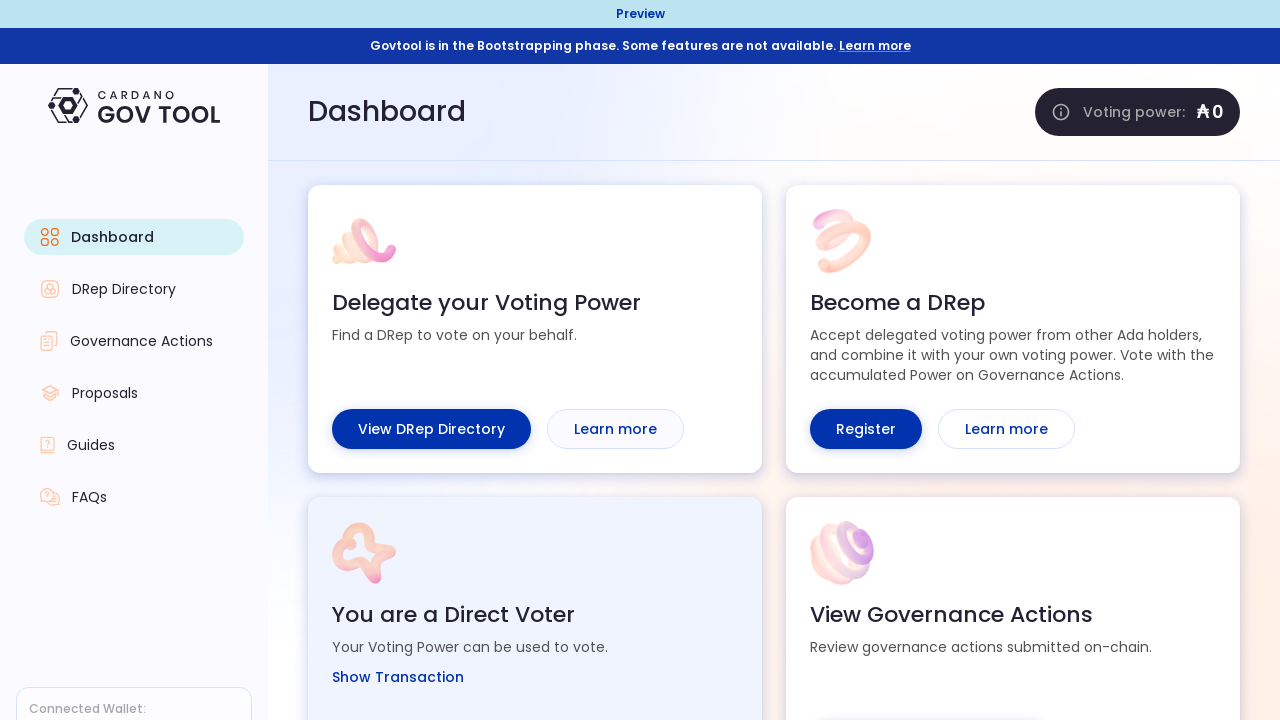 Preview
Govtool is in the Bootstrapping phase. Some features are not available. Learn more
CARDANO
GOV TOOL
Dashboard
Voting power: ₳ 0
Dashboard
DRep Directory
Governance Actions
Proposals
Guides
FAQs
Connected Wallet:
Delegate your Voting Power
Find a DRep to vote on your behalf.
View DRep Directory
Learn more
Become a DRep
Accept delegated voting power from other Ada holders,
and combine it with your own voting power. Vote with the
accumulated Power on Governance Actions.
Register
Learn more
You are a Direct Voter
Your Voting Power can be used to vote.
Show Transaction
View Governance Actions
Review governance actions submitted on-chain.